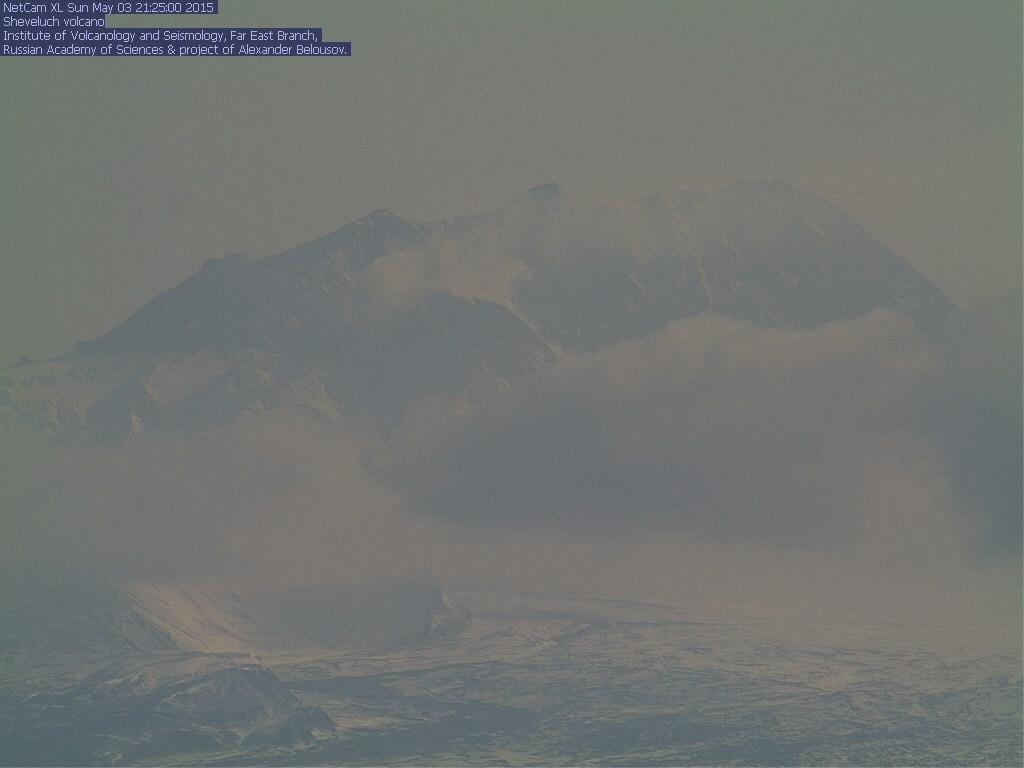 NetCam XL Sun May 03 21:25:00 2015
Sheveluch volcano
Institute of Volcanology and Seismology, Far East Branch,
Russian Academy of Sciences & project of Alexander Belousov.